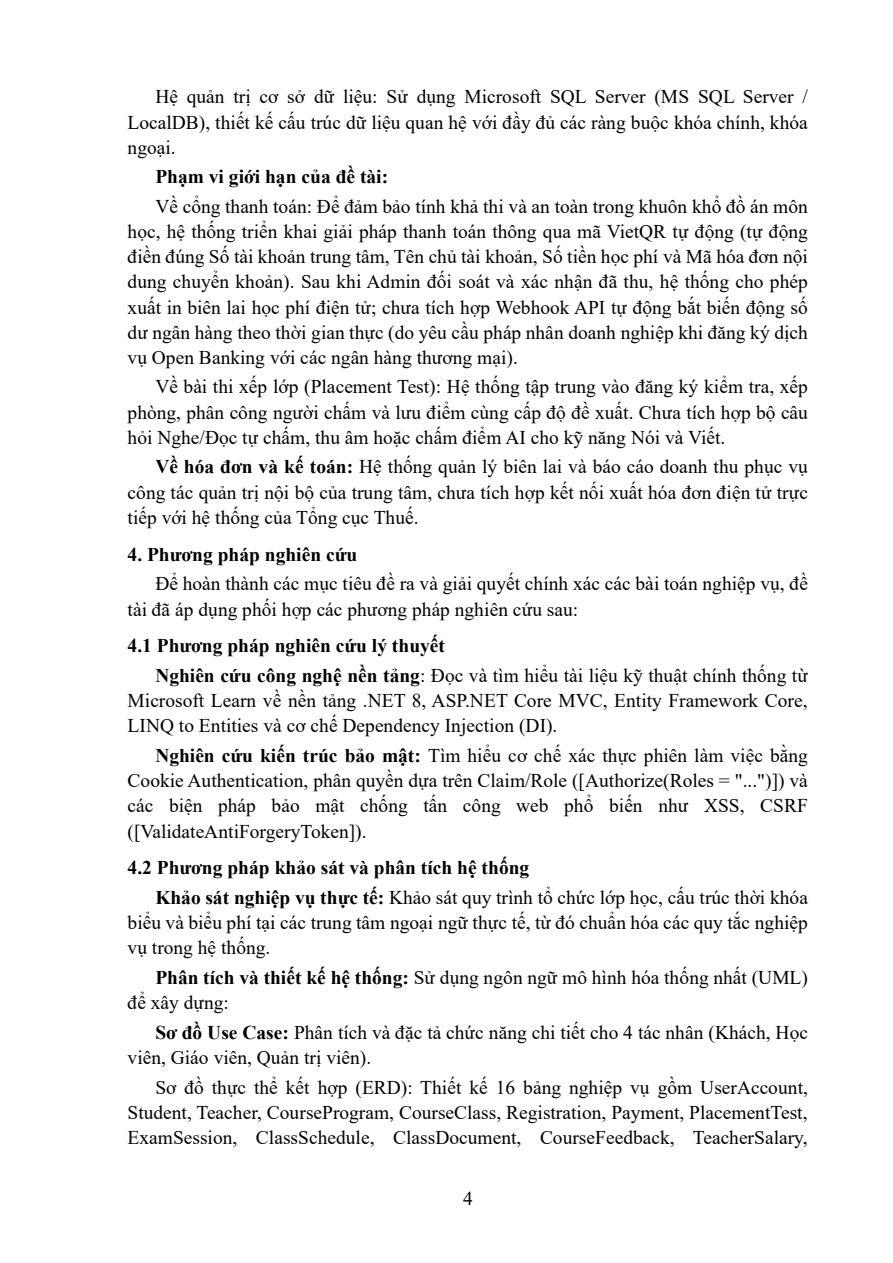 Hệ quản trị cơ sở dữ liệu: Sử dụng Microsoft SQL Server (MS SQL Server /
LocalDB), thiết kế cấu trúc dữ liệu quan hệ với đầy đủ các ràng buộc khóa chính, khóa
ngoại.
Phạm vi giới hạn của đề tài:
Về cổng thanh toán: Để đảm bảo tính khả thi và an toàn trong khuôn khổ đồ án môn
học, hệ thống triển khai giải pháp thanh toán thông qua mã VietQR tự động (tự động
điền đúng Số tài khoản trung tâm, Tên chủ tài khoản, Số tiền học phí và Mã hóa đơn nội
dung chuyển khoản). Sau khi Admin đối soát và xác nhận đã thu, hệ thống cho phép
xuất in biên lai học phí điện tử; chưa tích hợp Webhook API tự động bắt biến động số
dư ngân hàng theo thời gian thực (do yêu cầu pháp nhân doanh nghiệp khi đăng ký dịch
vụ Open Banking với các ngân hàng thương mại).
Về bài thi xếp lớp (Placement Test): Hệ thống tập trung vào đăng ký kiểm tra, xếp
phòng, phân công người chấm và lưu điểm cùng cấp độ đề xuất. Chưa tích hợp bộ câu
hỏi Nghe/Đọc tự chấm, thu âm hoặc chấm điểm AI cho kỹ năng Nói và Viết.
Về hóa đơn và kế toán: Hệ thống quản lý biên lai và báo cáo doanh thu phục vụ
công tác quản trị nội bộ của trung tâm, chưa tích hợp kết nối xuất hóa đơn điện tử trực
tiếp với hệ thống của Tổng cục Thuế.
4. Phương pháp nghiên cứu
Để hoàn thành các mục tiêu đề ra và giải quyết chính xác các bài toán nghiệp vụ, đề
tài đã áp dụng phối hợp các phương pháp nghiên cứu sau:
4.1 Phương pháp nghiên cứu lý thuyết
Nghiên cứu công nghệ nền tảng: Đọc và tìm hiểu tài liệu kỹ thuật chính thống từ
Microsoft Learn về nền tảng .NET 8, ASP.NET Core MVC, Entity Framework Core,
LINQ to Entities và cơ chế Dependency Injection (DI).
Nghiên cứu kiến trúc bảo mật: Tìm hiểu cơ chế xác thực phiên làm việc bằng
Cookie Authentication, phân quyền dựa trên Claim/Role ([Authorize(Roles = "...")]) và
các biện pháp bảo mật chống tấn công web phổ biến như XSS, CSRF
([ValidateAntiForgeryToken]).
4.2 Phương pháp khảo sát và phân tích hệ thống
Khảo sát nghiệp vụ thực tế: Khảo sát quy trình tổ chức lớp học, cấu trúc thời khóa
biểu và biểu phí tại các trung tâm ngoại ngữ thực tế, từ đó chuẩn hóa các quy tắc nghiệp
vụ trong hệ thống.
Phân tích và thiết kế hệ thống: Sử dụng ngôn ngữ mô hình hóa thống nhất (UML)
để xây dựng:
Sơ đồ Use Case: Phân tích và đặc tả chức năng chi tiết cho 4 tác nhân (Khách, Học
viên, Giáo viên, Quản trị viên).
Sơ đồ thực thể kết hợp (ERD): Thiết kế 16 bảng nghiệp vụ gồm UserAccount,
Student, Teacher, CourseProgram, CourseClass, Registration, Payment, PlacementTest,
ExamSession, ClassSchedule, ClassDocument, CourseFeedback, TeacherSalary,
4